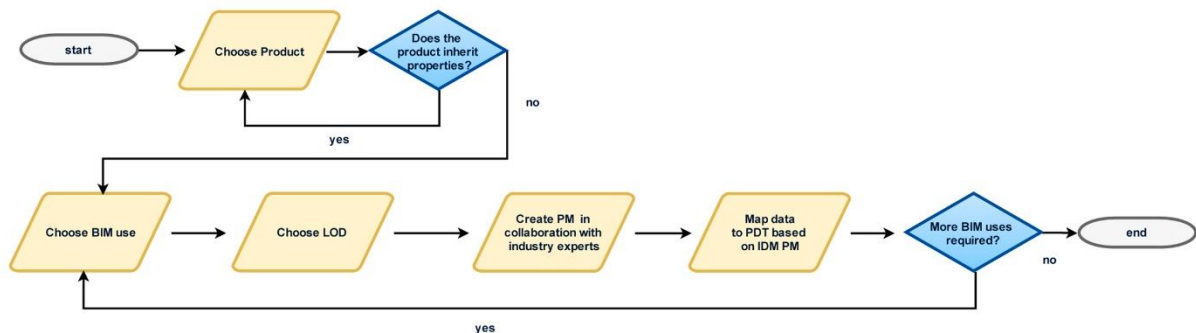 start
Choose Product
Does the
product inherit
properties?
no
yes
Choose BIM use
Choose LOD
Create PM in
collaboration with
industry experts
Map data
to PDT based
on IDM PM
More BIM uses
required?
end
no
yes